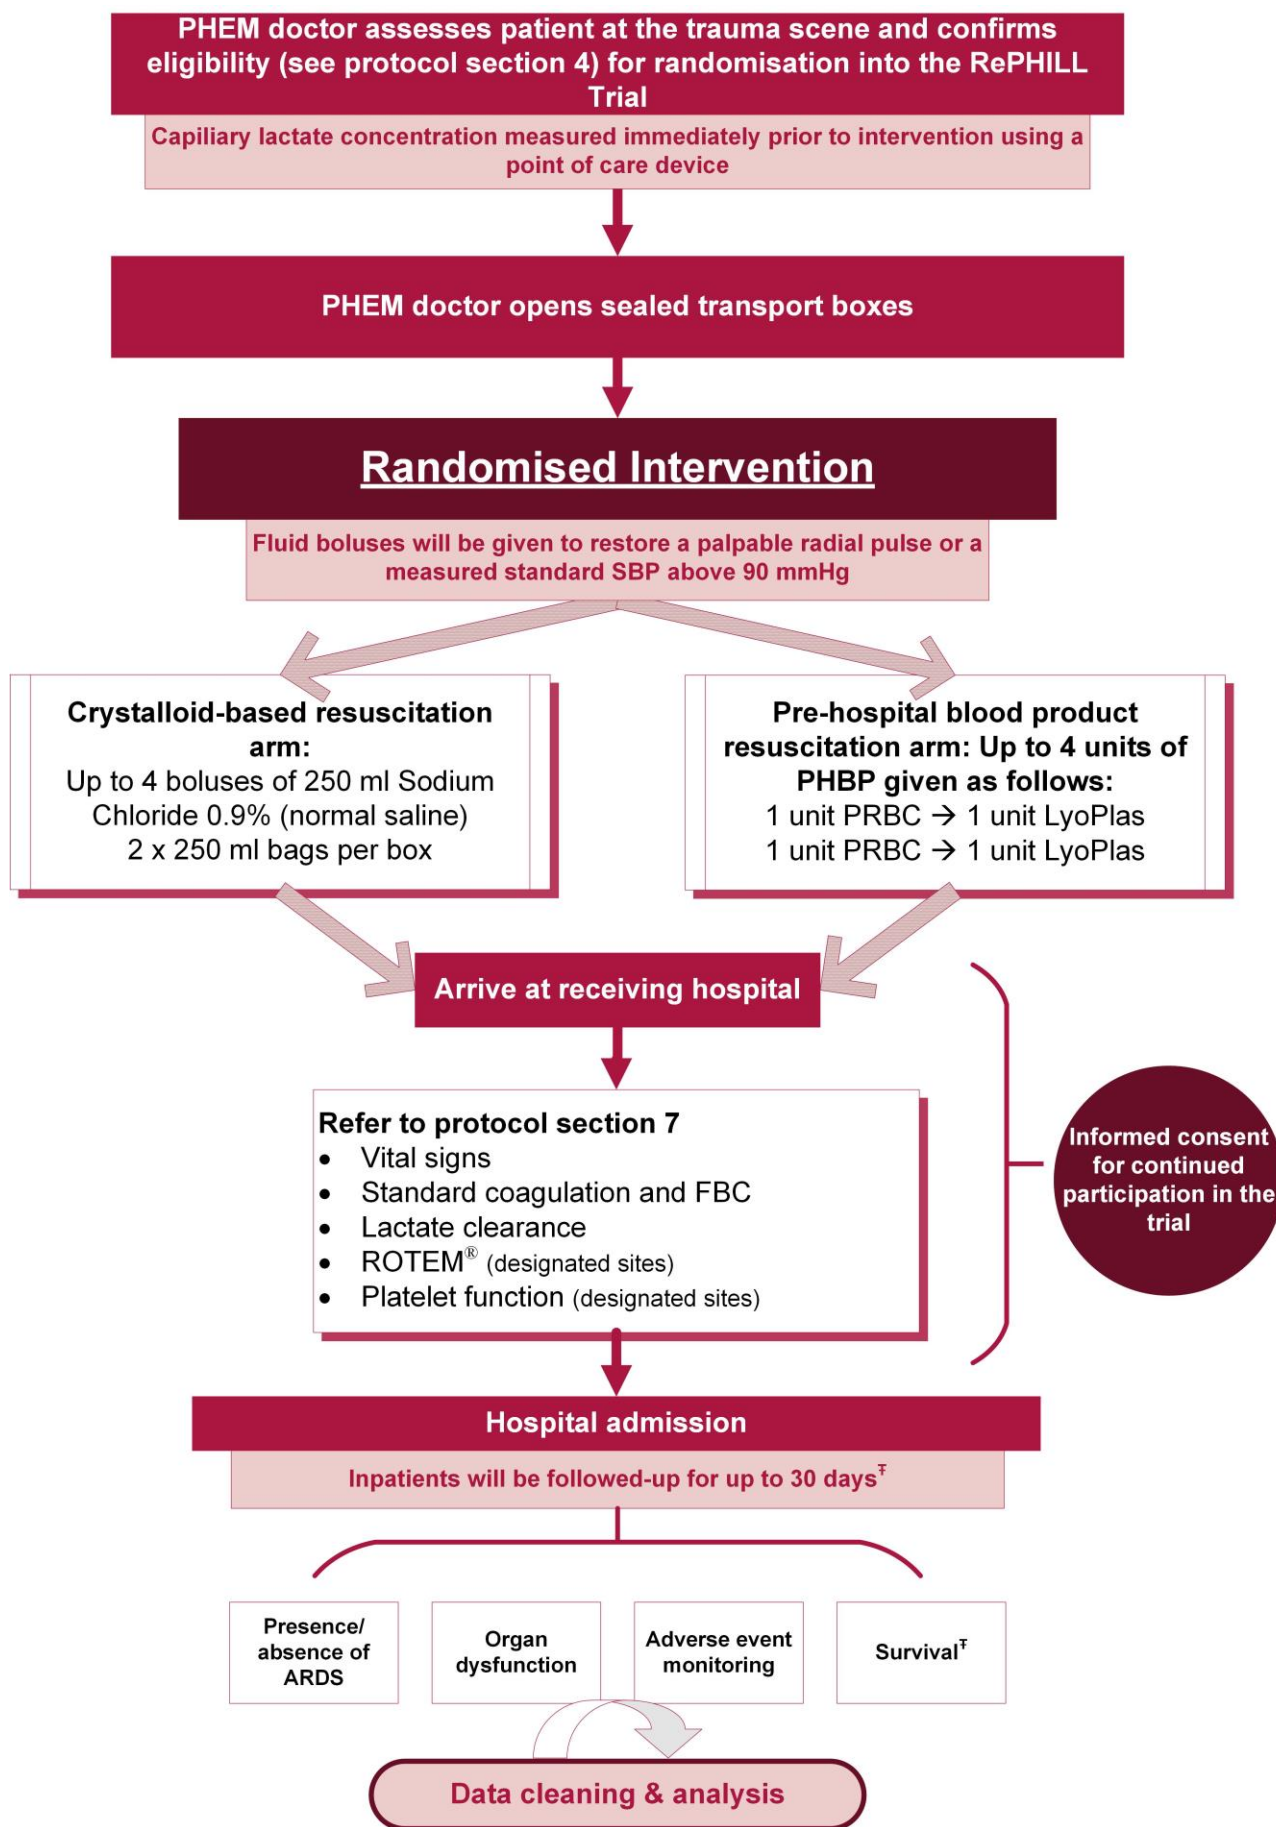 PHEM doctor assesses patient at the trauma scene and confirms
eligibility (see protocol section 4) for randomisation into the RePHILL
Trial
Capiliary lactate concentration measured immediately prior to intervention using a
point of care device
PHEM doctor opens sealed transport boxes
Randomised Intervention
Fluid boluses will be given to restore a palpable radial pulse or a
measured standard SBP above 90 mmHg
Crystalloid-based resuscitation
arm:
Up to 4 boluses of 250 ml Sodium
Chloride 0.9% (normal saline)
2 x 250 ml bags per box
Pre-hospital blood product
resuscitation arm: Up to 4 units of
PHBP given as follows:
1 unit PRBC → 1 unit LyoPlas
1 unit PRBC → 1 unit LyoPlas
Arrive at receiving hospital
Refer to protocol section 7
• Vital signs
• Standard coagulation and FBC
• Lactate clearance
• ROTEM® (designated sites)
• Platelet function (designated sites)
Informed consent
for continued
participation in the
trial
Hospital admission
Inpatients will be followed-up for up to 30 days Ŧ
Presence/
absence of
ARDS
Organ
dysfunction
Adverse event
monitoring
Survival Ŧ
Data cleaning & analysis